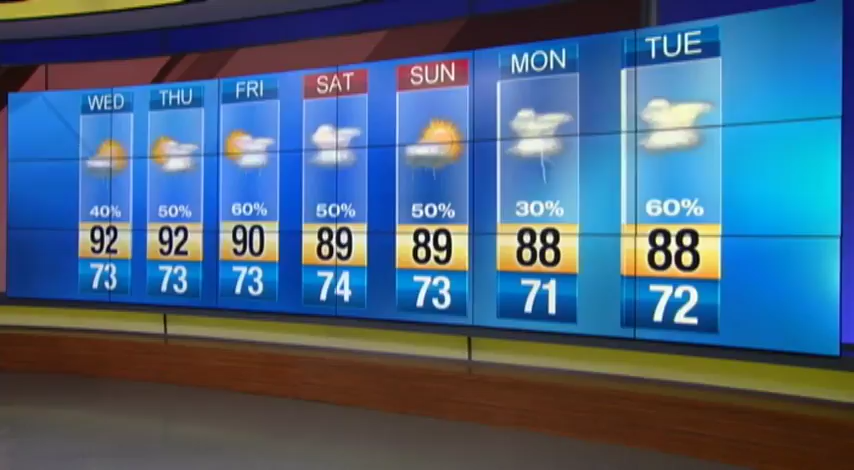 WED THU FRI SAT SUN MON TUE
40% 50% 60% 50% 50% 30% 60%
92 92 90 89 89 88 88
73 73 73 74 73 71 72